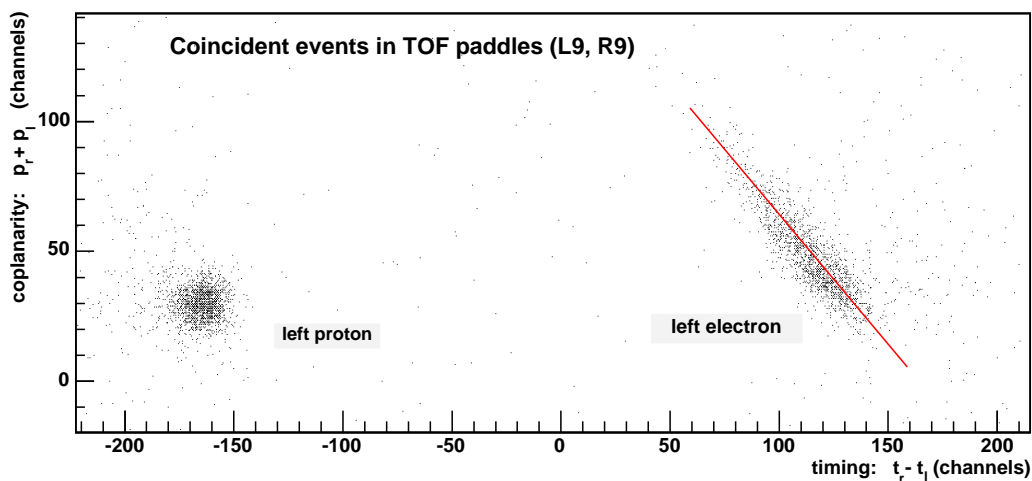 Coincident events in TOF paddles (L9, R9)
coplanarity: p_r + p_l (channels)
100
50
0
left proton
left electron
-200 -150 -100 -50 0 50 100 150 200
timing: t_r - t_l (channels)